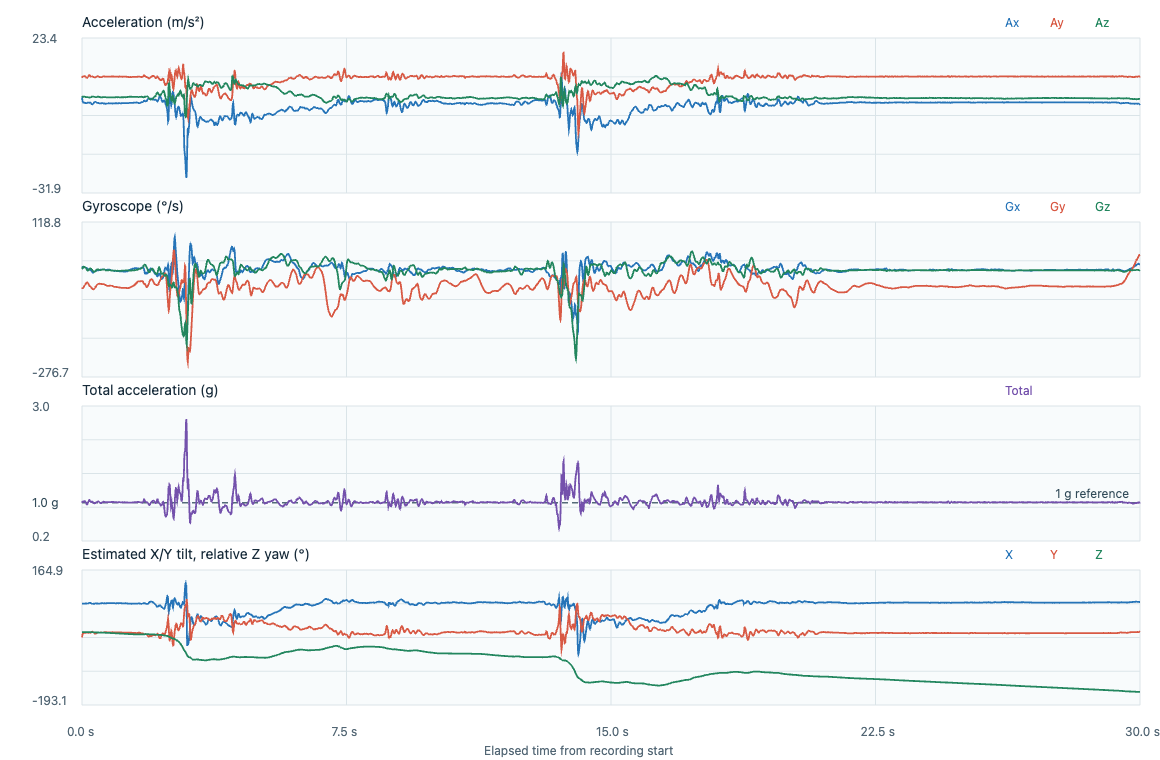 Acceleration (m/s²) Ax Ay Az
23.4
-31.9
Gyroscope (°/s) Gx Gy Gz
118.8
-276.7
Total acceleration (g) Total
3.0
1.0 g
1 g reference
0.2
Estimated X/Y tilt, relative Z yaw (°) X Y Z
164.9
-193.1
0.0 s 7.5 s 15.0 s 22.5 s 30.0 s
Elapsed time from recording start